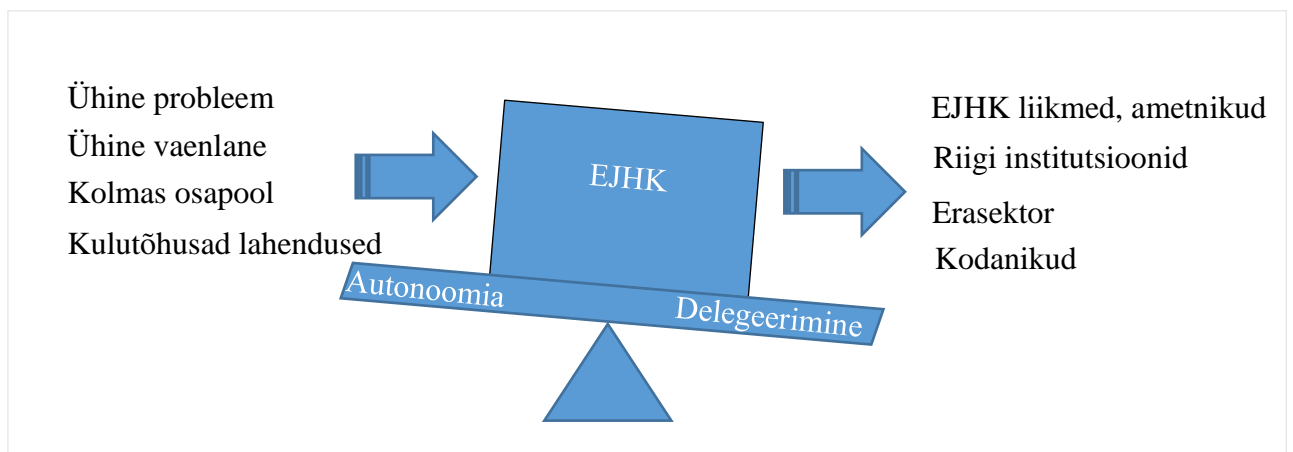 Ühine probleem
Ühine vaenlane
Kolmas osapool
Kulutõhusad lahendused
EJHK
Autonoomia
Delegeerimine
EJHK liikmed, ametnikud
Riigi institutsioonid
Erasektor
Kodanikud